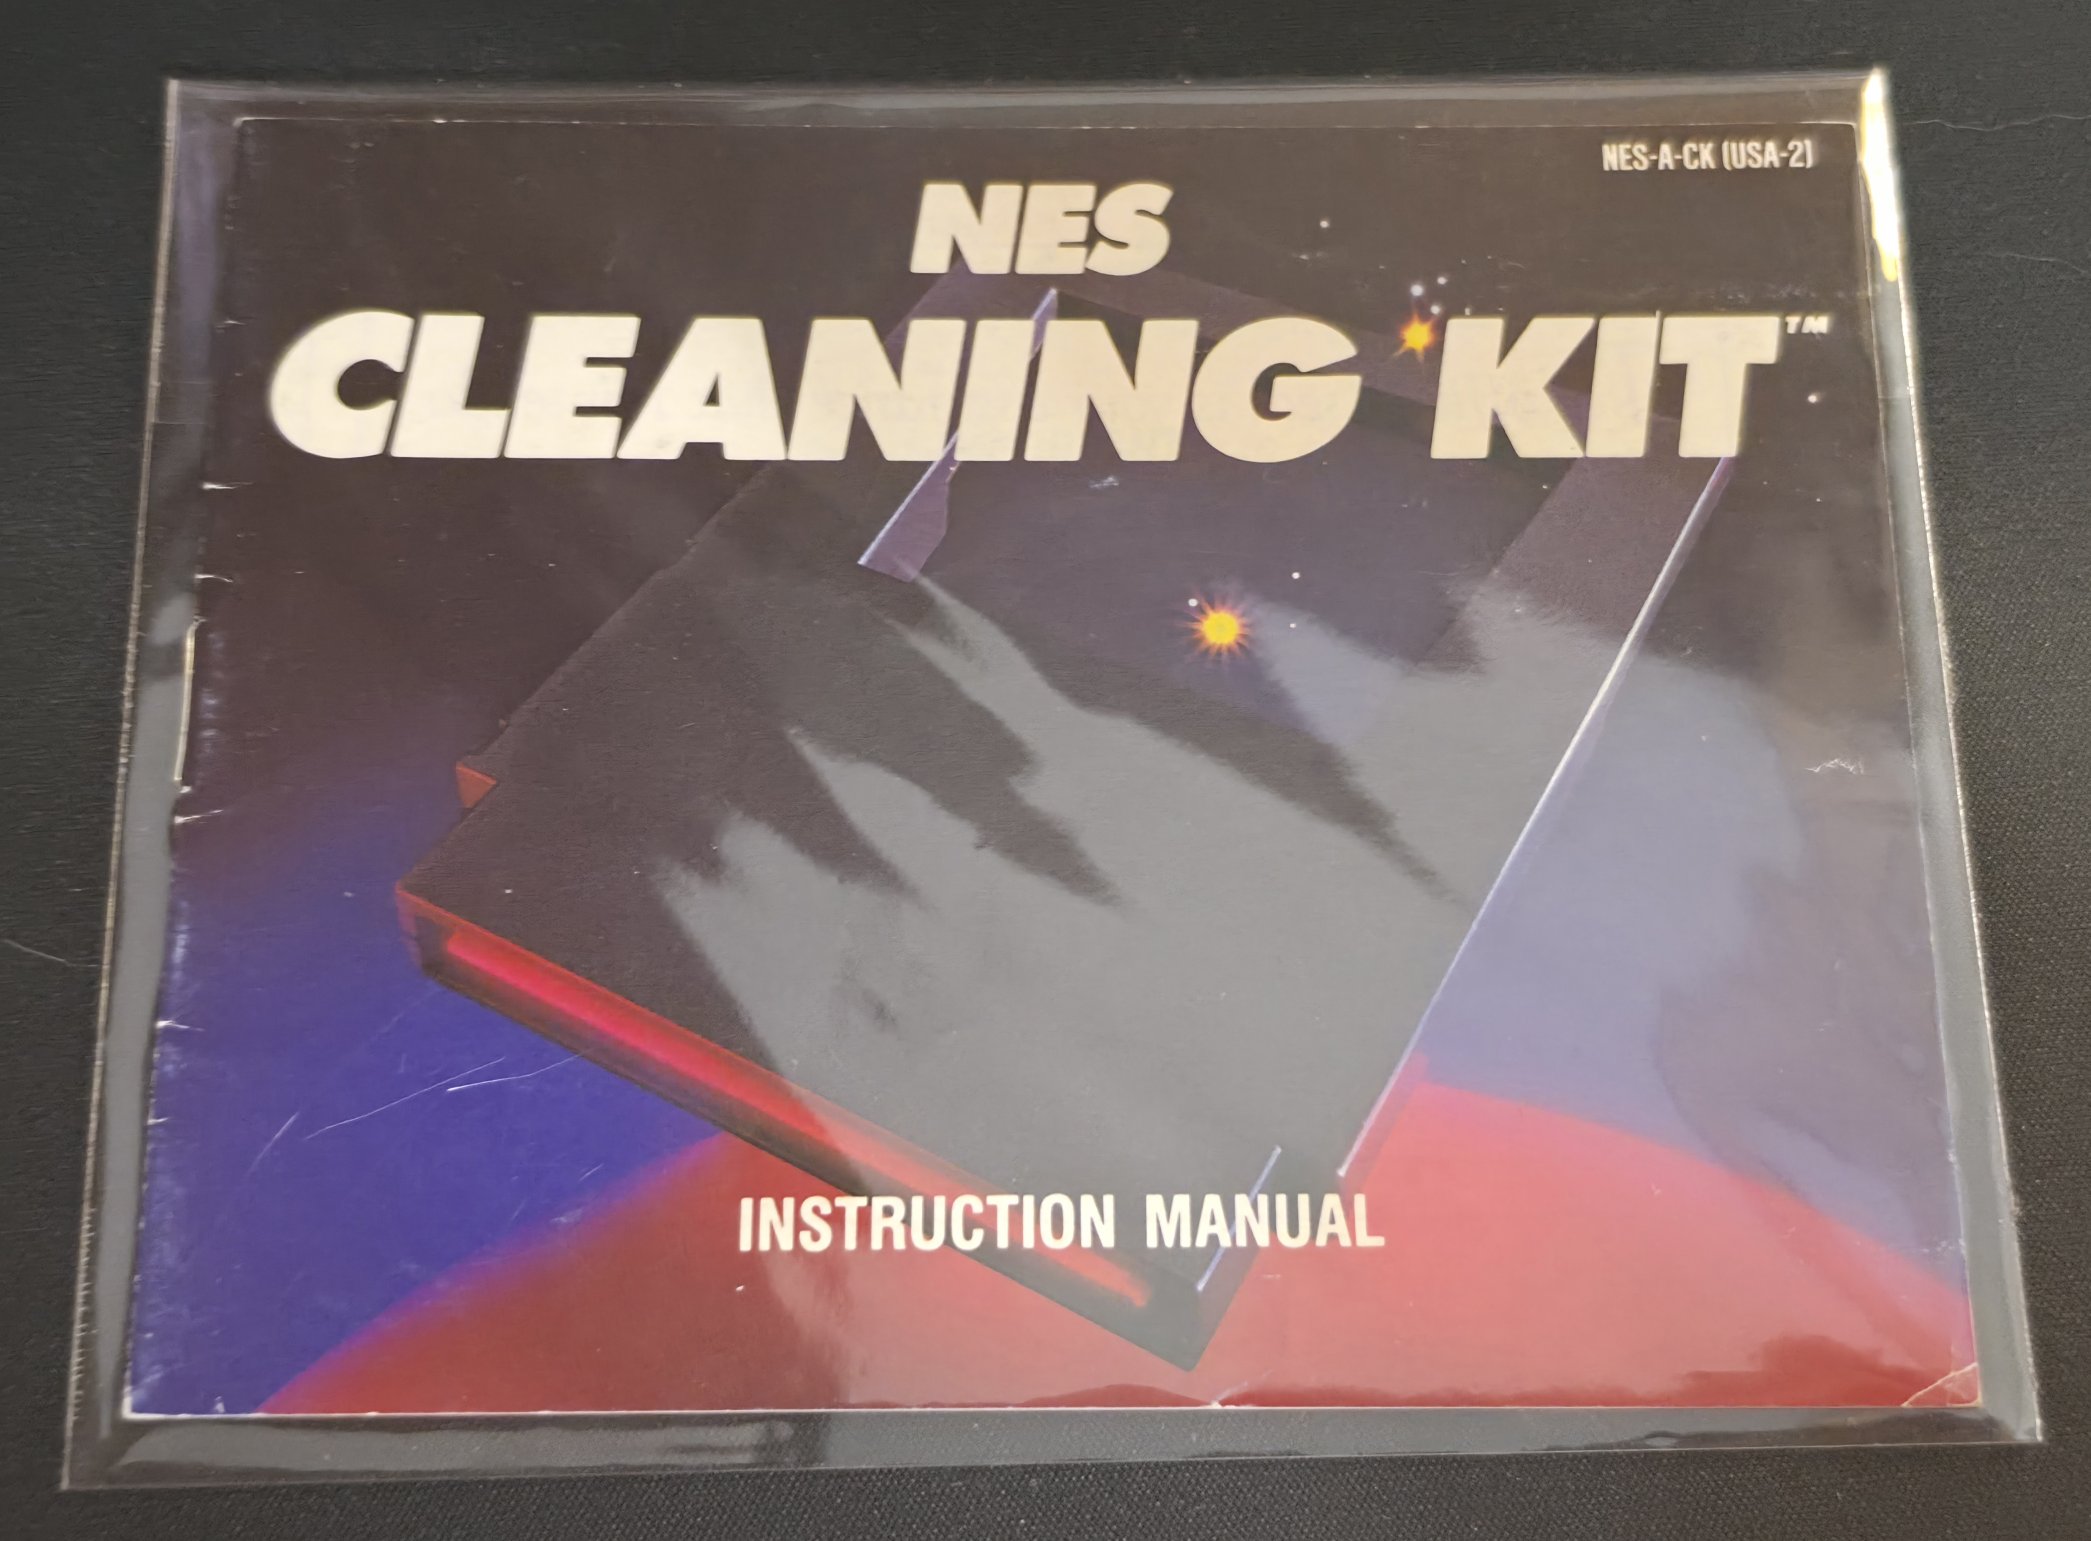 NES-A-CK (USA-2)
NES
CLEANING KIT™
INSTRUCTION MANUAL